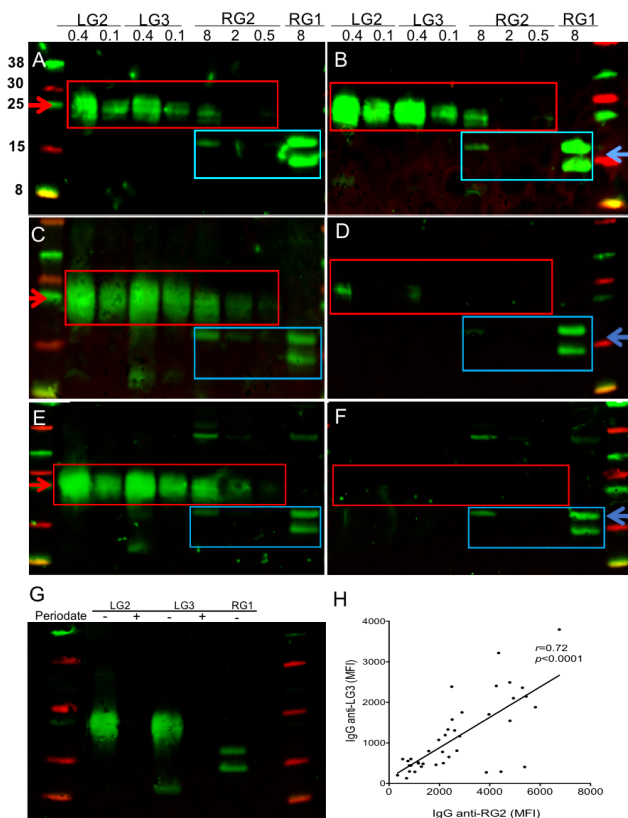 LG2 LG3 RG2 RG1 LG2 LG3 RG2 RG1
0.4 0.1 0.4 0.1 8 2 0.5 8 0.4 0.1 0.4 0.1 8 2 0.5 8
A B
38
30
25
15
8
C D
E F
G H
LG2 LG3 RG1
Periodate - + - + -
4000
3000
2000
1000
0
IgG anti-LG3 (MFI)
r=0.72
p<0.0001
0 2000 4000 6000 8000
IgG anti-RG2 (MFI)